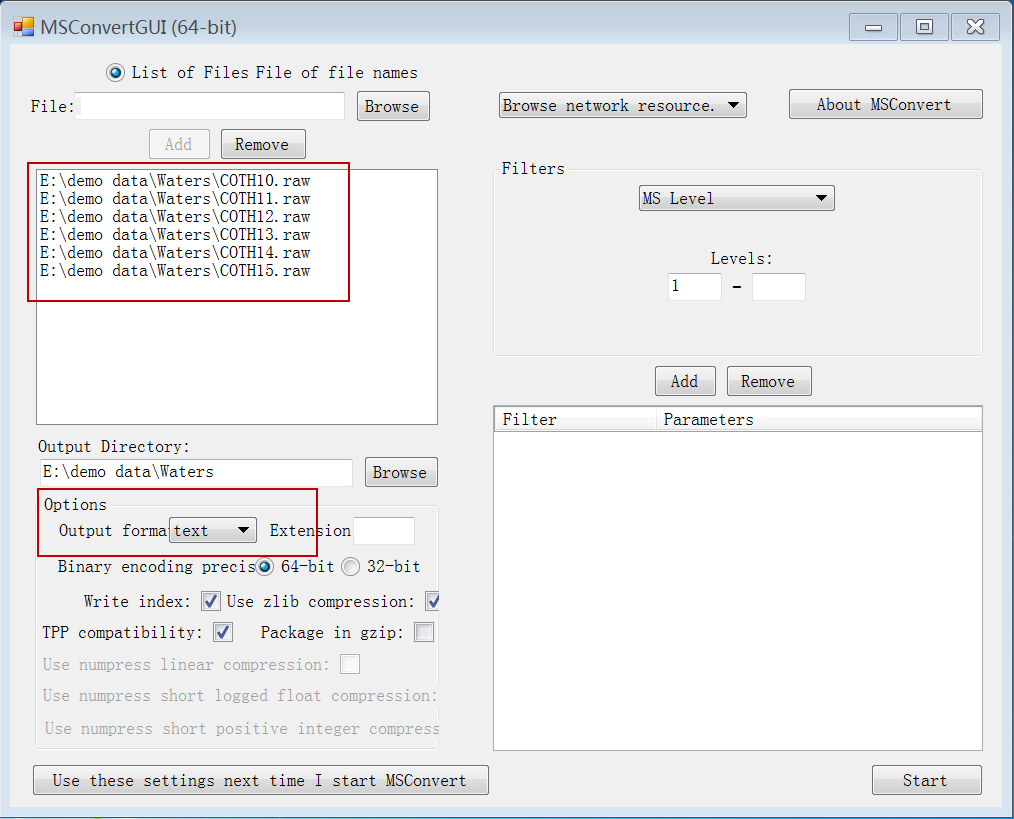 MSConvertGUI (64-bit)
List of Files File of file names
File:
Browse
Add
Remove
E:\demo data\Waters\COTH10.raw
E:\demo data\Waters\COTH11.raw
E:\demo data\Waters\COTH12.raw
E:\demo data\Waters\COTH13.raw
E:\demo data\Waters\COTH14.raw
E:\demo data\Waters\COTH15.raw
Output Directory:
E:\demo data\Waters
Browse
Options
Output forma text Extension
Binary encoding precis 64-bit 32-bit
Write index: Use zlib compression:
TPP compatibility: Package in gzip:
Use numpress linear compression:
Use numpress short logged float compression:
Use numpress short positive integer compress
Use these settings next time I start MSConvert
Browse network resource.
About MSConvert
Filters
MS Level
Levels:
1 -
Add
Remove
Filter Parameters
Start